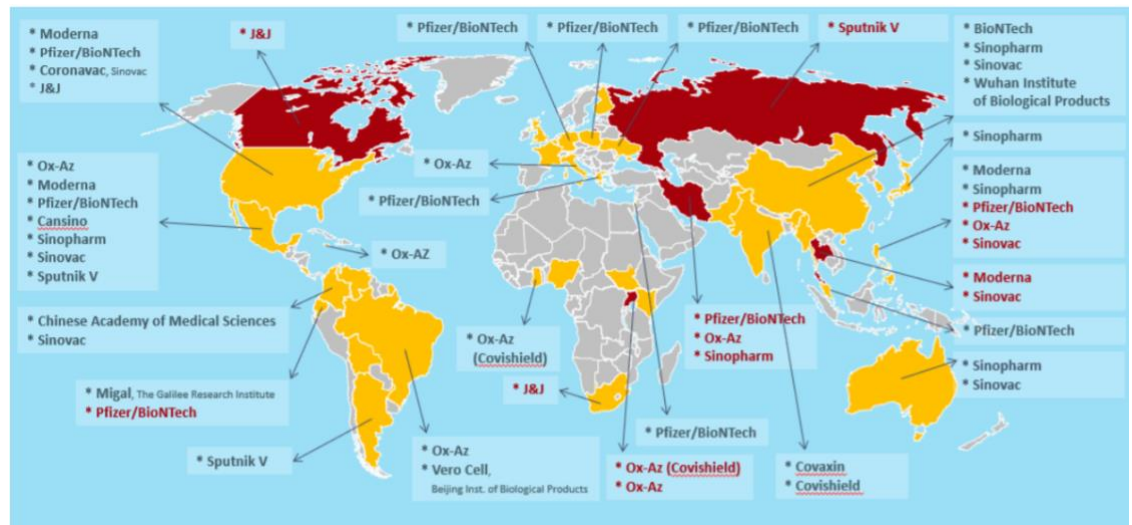 * Moderna
* Pfizer/BioNTech
* Coronavac, Sinovac
* J&J
* J&J
* Pfizer/BioNTech
* Pfizer/BioNTech
* Pfizer/BioNTech
* Sputnik V
* BioNTech
* Sinopharm
* Sinovac
* Wuhan Institute
of Biological Products
* Sinopharm
* Ox-Az
* Moderna
* Pfizer/BioNTech
* Cansino
* Sinopharm
* Sinovac
* Sputnik V
* Ox-Az
* Pfizer/BioNTech
* Ox-AZ
* Moderna
* Sinopharm
* Pfizer/BioNTech
* Ox-Az
* Sinovac
* Moderna
* Sinovac
* Chinese Academy of Medical Sciences
* Sinovac
* Ox-Az
(Covishield)
* Pfizer/BioNTech
* Ox-Az
* Sinopharm
* Pfizer/BioNTech
* Migal, The Galilee Research Institute
* Pfizer/BioNTech
* J&J
* Sinopharm
* Sinovac
* Sputnik V
* Ox-Az
* Vero Cell,
Beijing Inst. of Biological Products
* Pfizer/BioNTech
* Ox-Az (Covishield)
* Ox-Az
* Covaxin
* Covishield